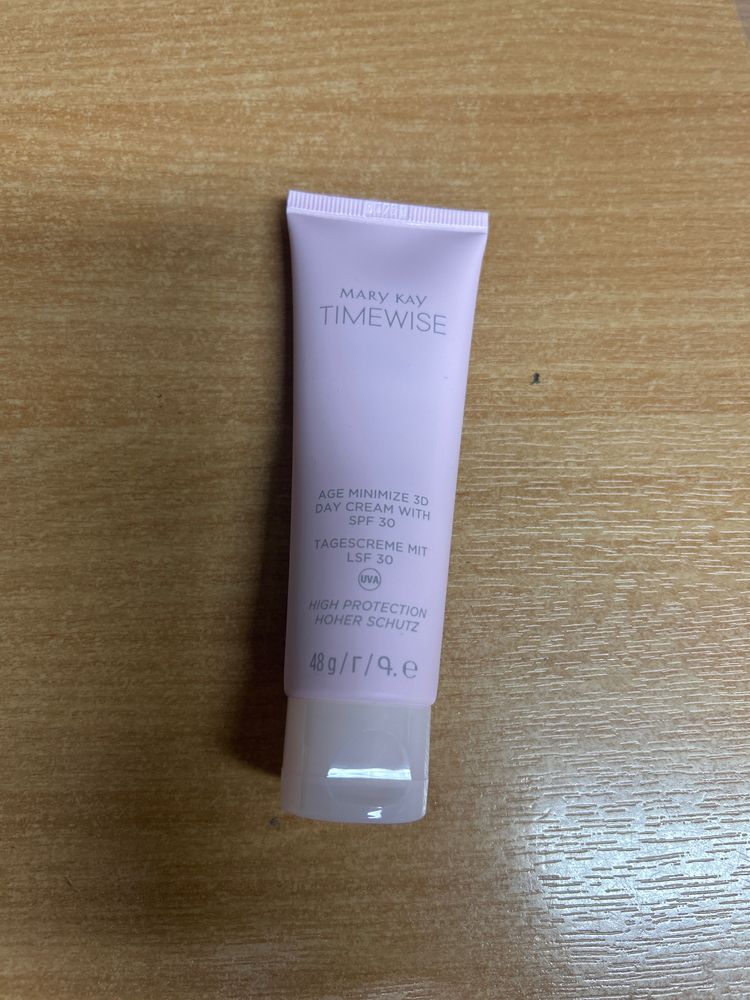 MARY KAY
TIMEWISE
AGE MINIMIZE 3D
DAY CREAM WITH
SPF 30
TAGESCREME MIT
LSF 30
UVA
HIGH PROTECTION
HOHER SCHUTZ
48 g/г/գ. ℮